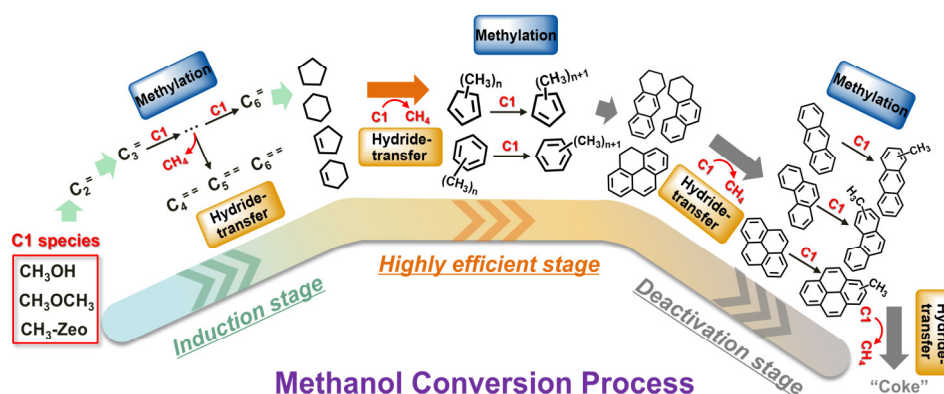 C1 species
CH₃OH
CH₃OCH₃
CH₃-Zeo
C₂⁼
C₃⁼
C1
...
C1
C₆⁼
CH₄
C₄⁼⁼ C₅⁼⁼ C₆⁼⁼
Methylation
Hydride-
transfer
Induction stage
C1
CH₄
Hydride-
transfer
Methylation
(CH₃)ₙ
C1
(CH₃)ₙ₊₁
(CH₃)ₙ
C1
(CH₃)ₙ₊₁
Highly efficient stage
C1
CH₄
Hydride-
transfer
Methylation
C1
CH₃
C1
H₃C
C1
CH₃
C1
CH₄
Hydride-
transfer
"Coke"
Deactivation stage
Methanol Conversion Process